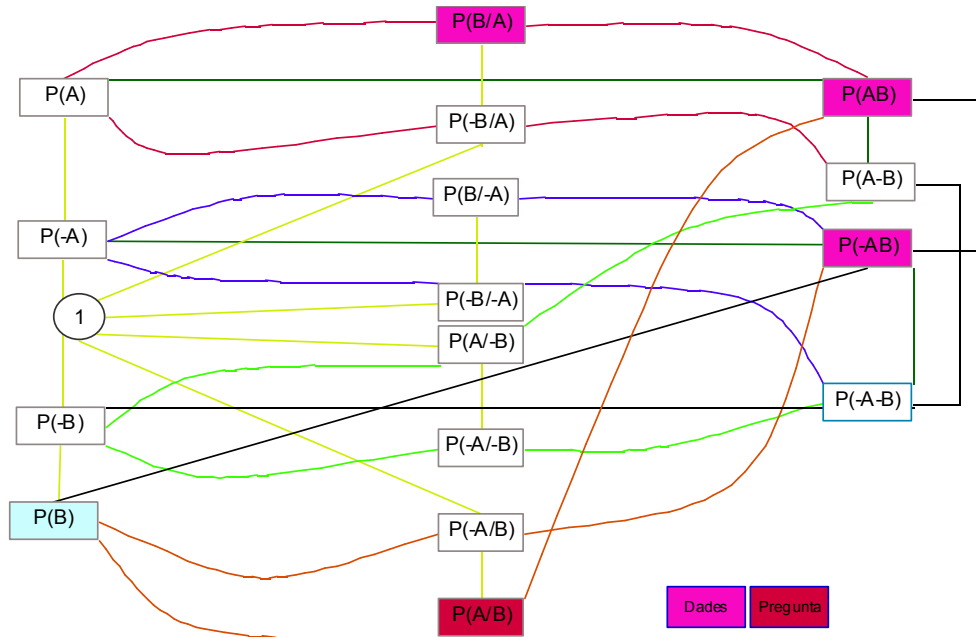 P(B/A)
P(A)
P(AB)
P(-B/A)
P(A-B)
P(B/-A)
P(-A)
P(-AB)
P(-B/-A)
1
P(A/-B)
P(-A-B)
P(-B)
P(-A/-B)
P(B)
P(-A/B)
P(A/B)
Dades
Pregunta